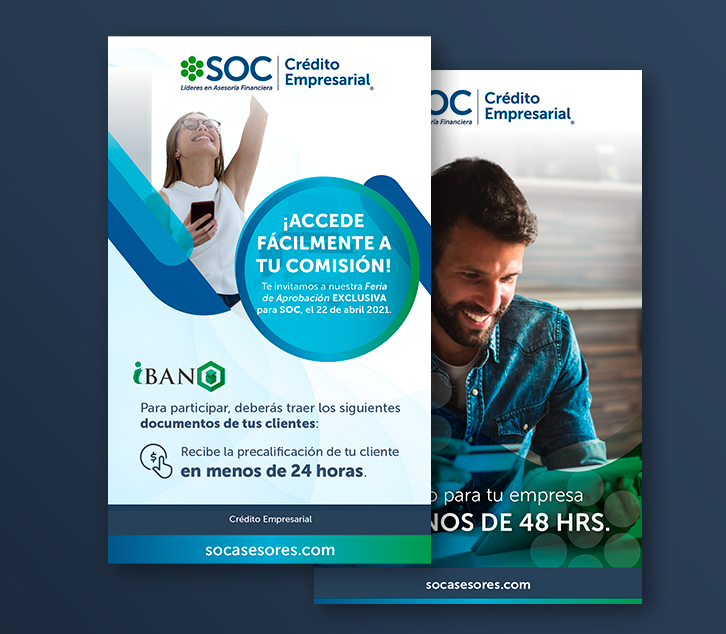 SOC
Líderes en Asesoría Financiera
Crédito
Empresarial
¡ACCEDE
FÁCILMENTE A
TU COMISIÓN!
Te invitamos a nuestra Feria
de Aprobación EXCLUSIVA
para SOC, el 22 de abril 2021.
iBAN
Para participar, deberás traer los siguientes
documentos de tus clientes:
$
Recibe la precalificación de tu cliente
en menos de 24 horas.
Crédito Empresarial
socasesores.com
OC
Financiera
Crédito
Empresarial
para tu empresa
NOS DE 48 HRS.
socasesores.com